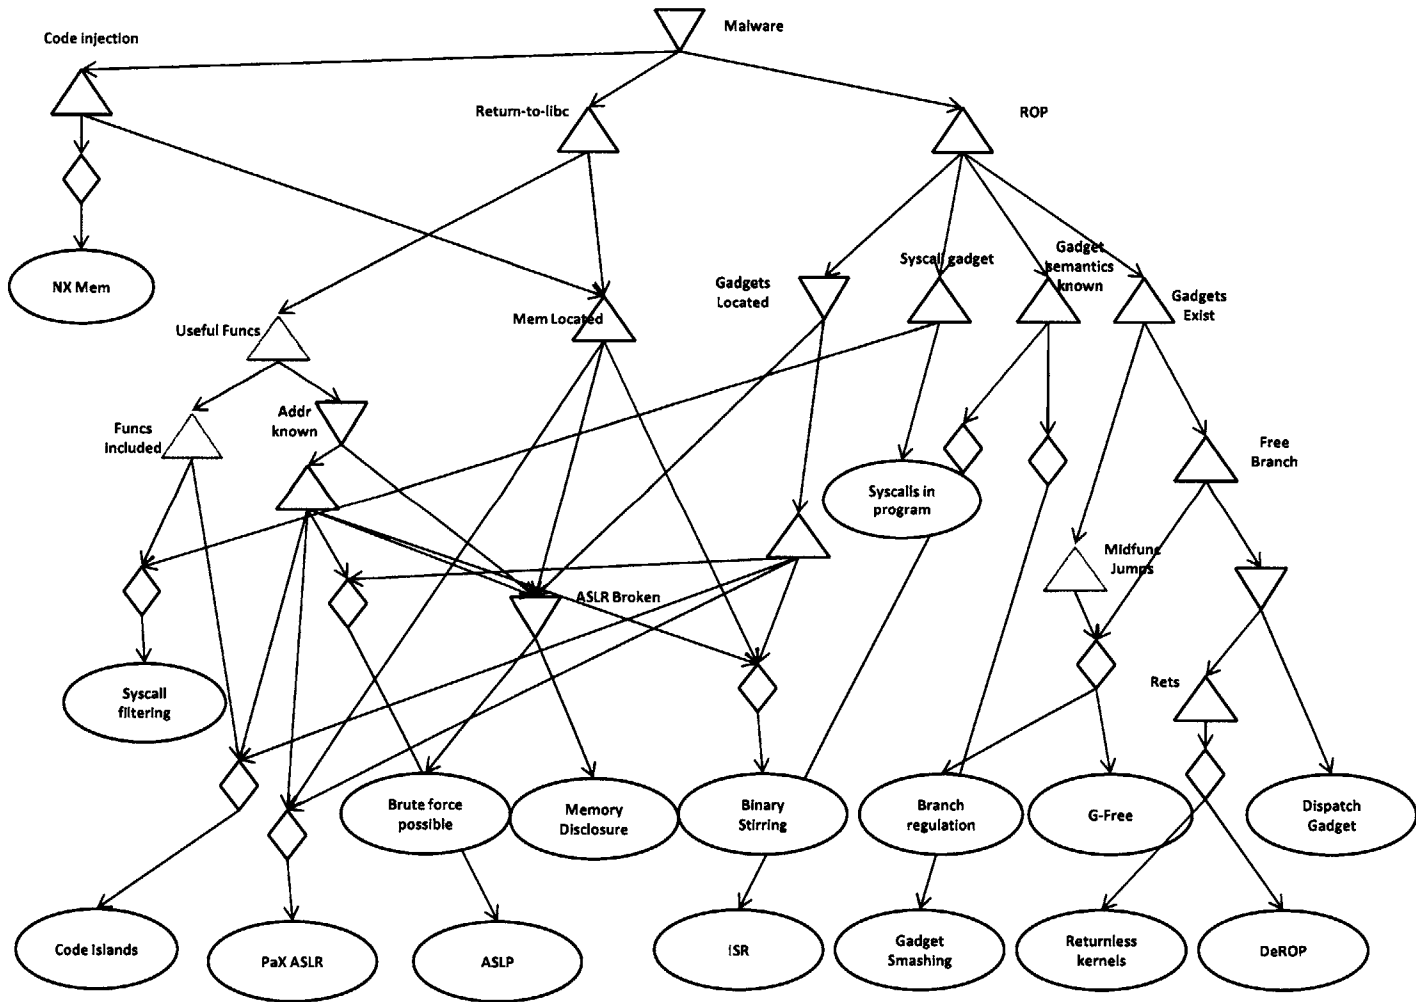 Malware
Code injection
Return-to-libc
ROP
NX Mem
Useful Funcs
Mem Located
Gadgets
Located
Syscall gadget
Gadget
semantics
known
Gadgets
Exist
Funcs
included
Addr
known
Syscalls in
program
Free
Branch
Midfunc
Jumps
ASLR Broken
Syscall
filtering
Rets
Brute force
possible
Memory
Disclosure
Binary
Stirring
Branch
regulation
G-Free
Dispatch
Gadget
Code Islands
PaX ASLR
ASLP
ISR
Gadget
Smashing
Returnless
kernels
DeROP